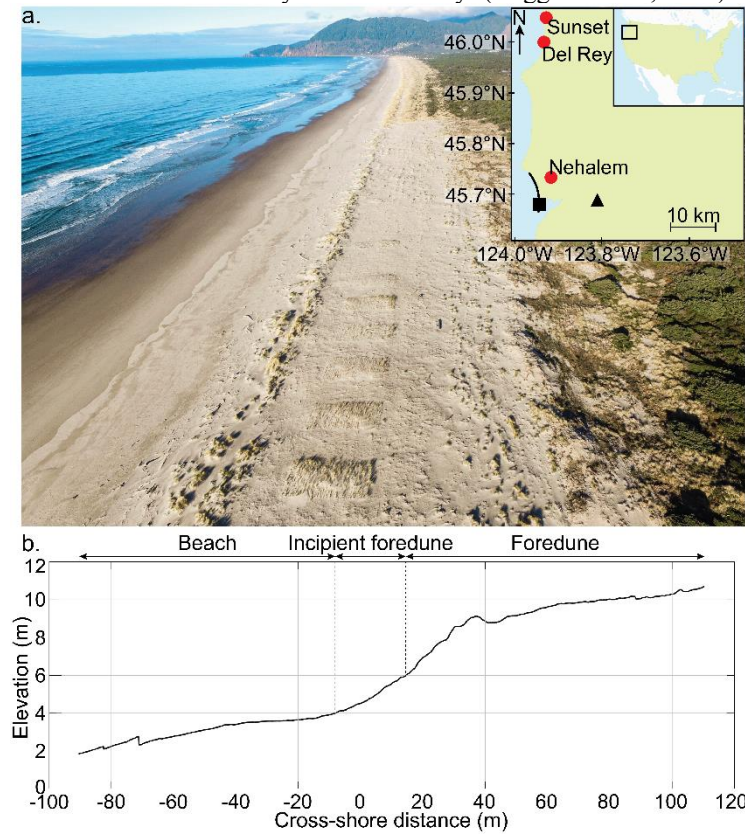 a.
N
Sunset
Del Rey
Nehalem
46.0°N
45.9°N
45.8°N
45.7°N
10 km
124.0°W
123.8°W
123.6°W
b.
Beach
Incipient foredune
Foredune
12
10
8
6
4
2
0
Elevation (m)
-100
-80
-60
-40
-20
0
20
40
60
80
100
120
Cross-shore distance (m)